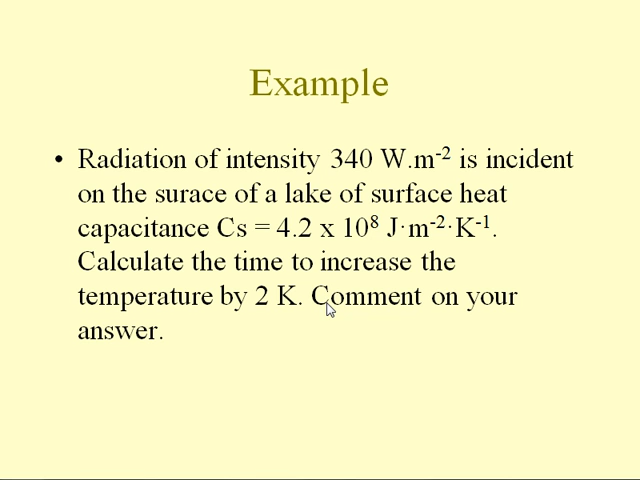 Example
• Radiation of intensity 340 W.m⁻² is incident
on the surace of a lake of surface heat
capacitance Cs = 4.2 x 10⁸ J·m⁻²·K⁻¹.
Calculate the time to increase the
temperature by 2 K. Comment on your
answer.